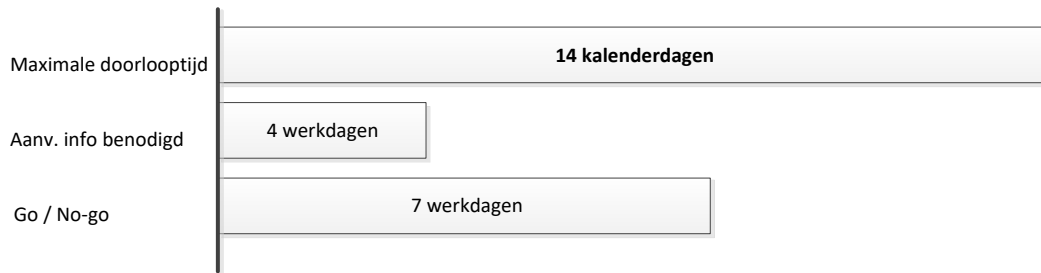 Maximale doorlooptijd
14 kalenderdagen
Aanv. info benodigd
4 werkdagen
Go / No-go
7 werkdagen